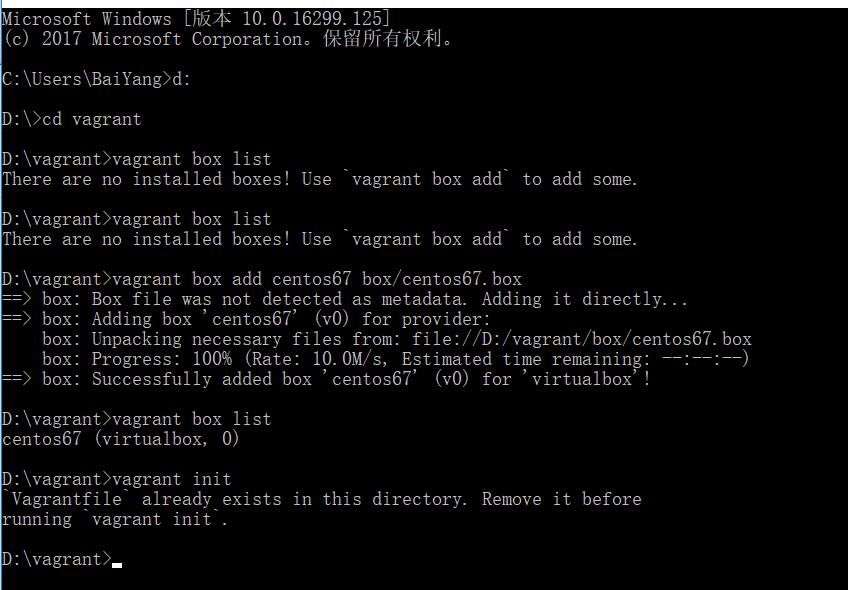 Microsoft Windows [版本 10.0.16299.125]
(c) 2017 Microsoft Corporation。保留所有权利。
C:\Users\BaiYang>d:
D:\>cd vagrant
D:\vagrant>vagrant box list
There are no installed boxes! Use `vagrant box add` to add some.
D:\vagrant>vagrant box list
There are no installed boxes! Use `vagrant box add` to add some.
D:\vagrant>vagrant box add centos67 box/centos67.box
==> box: Box file was not detected as metadata. Adding it directly...
==> box: Adding box 'centos67' (v0) for provider:
    box: Unpacking necessary files from: file://D:/vagrant/box/centos67.box
    box: Progress: 100% (Rate: 10.0M/s, Estimated time remaining: --:--:--)
==> box: Successfully added box 'centos67' (v0) for 'virtualbox'!
D:\vagrant>vagrant box list
centos67 (virtualbox, 0)
D:\vagrant>vagrant init
`Vagrantfile` already exists in this directory. Remove it before
running `vagrant init`.
D:\vagrant>